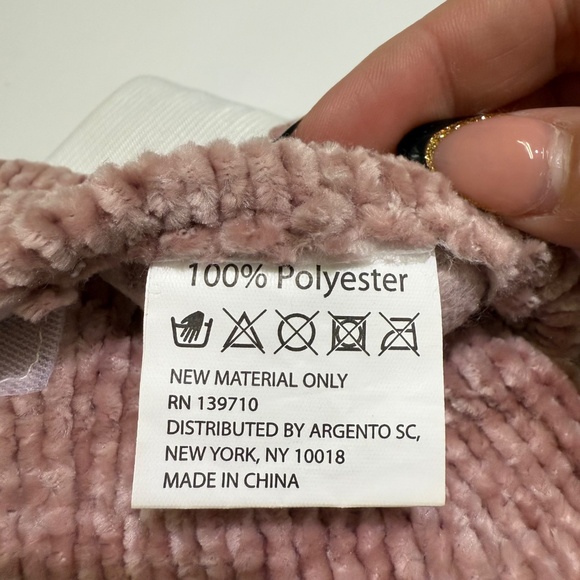 100% Polyester
NEW MATERIAL ONLY
RN 139710
DISTRIBUTED BY ARGENTO SC,
NEW YORK, NY 10018
MADE IN CHINA